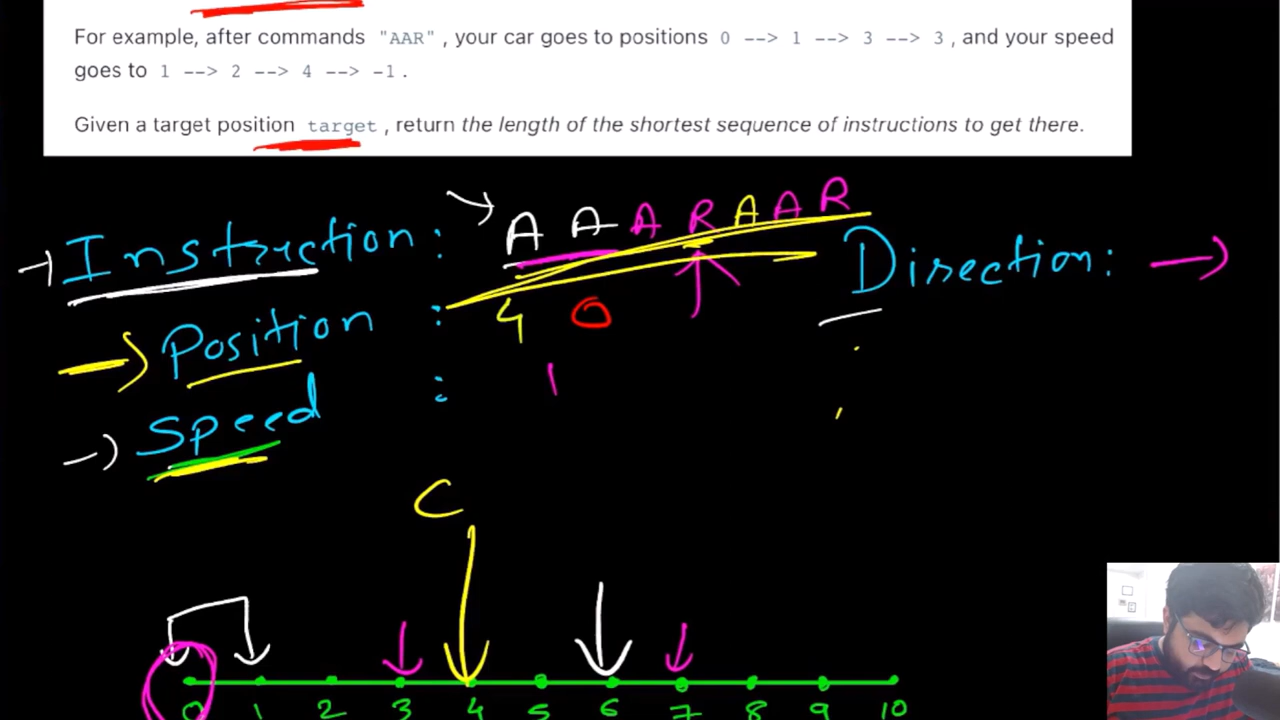 For example, after commands "AAR", your car goes to positions 0 --> 1 --> 3 --> 3, and your speed
goes to 1 --> 2 --> 4 --> -1.
Given a target position target, return the length of the shortest sequence of instructions to get there.
Instruction: A A A R A A R
Direction: →
Position : 4 0
Speed : 1
C
0 1 2 3 4 5 6 7 8 9 10